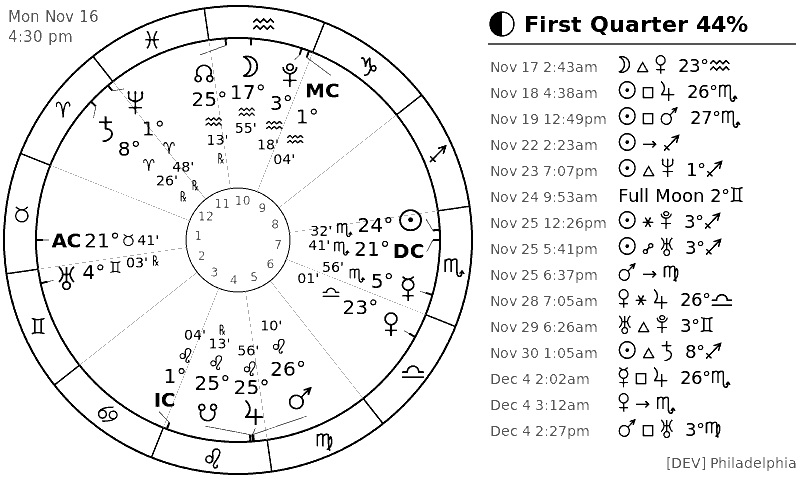 Mon Nov 16
4:30 pm
♓ ♒ ♑
♈ ♐
♉ ♏
♊ ♎
♋ ♌ ♍
☊ 25° ♒ 13' ℞
☽ 17° ♒ 55'
♇ 3° ♒ 18'
MC 1° ♒ 04'
♆ 1° ♈ 48' ℞
♄ 8° ♈ 26' ℞
AC 21° ♉ 41'
♅ 4° ♊ 03' ℞
32' ♏ 24° ☉
41' ♏ 21° DC
56' ♏ 5° ☿
01' ♎ 23° ♀
IC 1° ♌ 04'
☋ 25° ♌ 13' ℞
♃ 25° ♌ 56'
♂ 26° ♌ 10'
1 2 3 4 5 6 7 8 9 10 11 12
First Quarter 44%
Nov 17 2:43am ☽ △ ♀ 23°♒
Nov 18 4:38am ☉ □ ♃ 26°♏
Nov 19 12:49pm ☉ □ ♂ 27°♏
Nov 22 2:23am ☉ → ♐
Nov 23 7:07pm ☉ △ ♆ 1°♐
Nov 24 9:53am Full Moon 2°♊
Nov 25 12:26pm ☉ ⚹ ♇ 3°♐
Nov 25 5:41pm ☉ ☍ ♅ 3°♐
Nov 25 6:37pm ♂ → ♍
Nov 28 7:05am ♀ ⚹ ♃ 26°♎
Nov 29 6:26am ♅ △ ♇ 3°♊
Nov 30 1:05am ☉ △ ♄ 8°♐
Dec 4 2:02am ☿ □ ♃ 26°♏
Dec 4 3:12am ♀ → ♏
Dec 4 2:27pm ♂ □ ♅ 3°♍
[DEV] Philadelphia